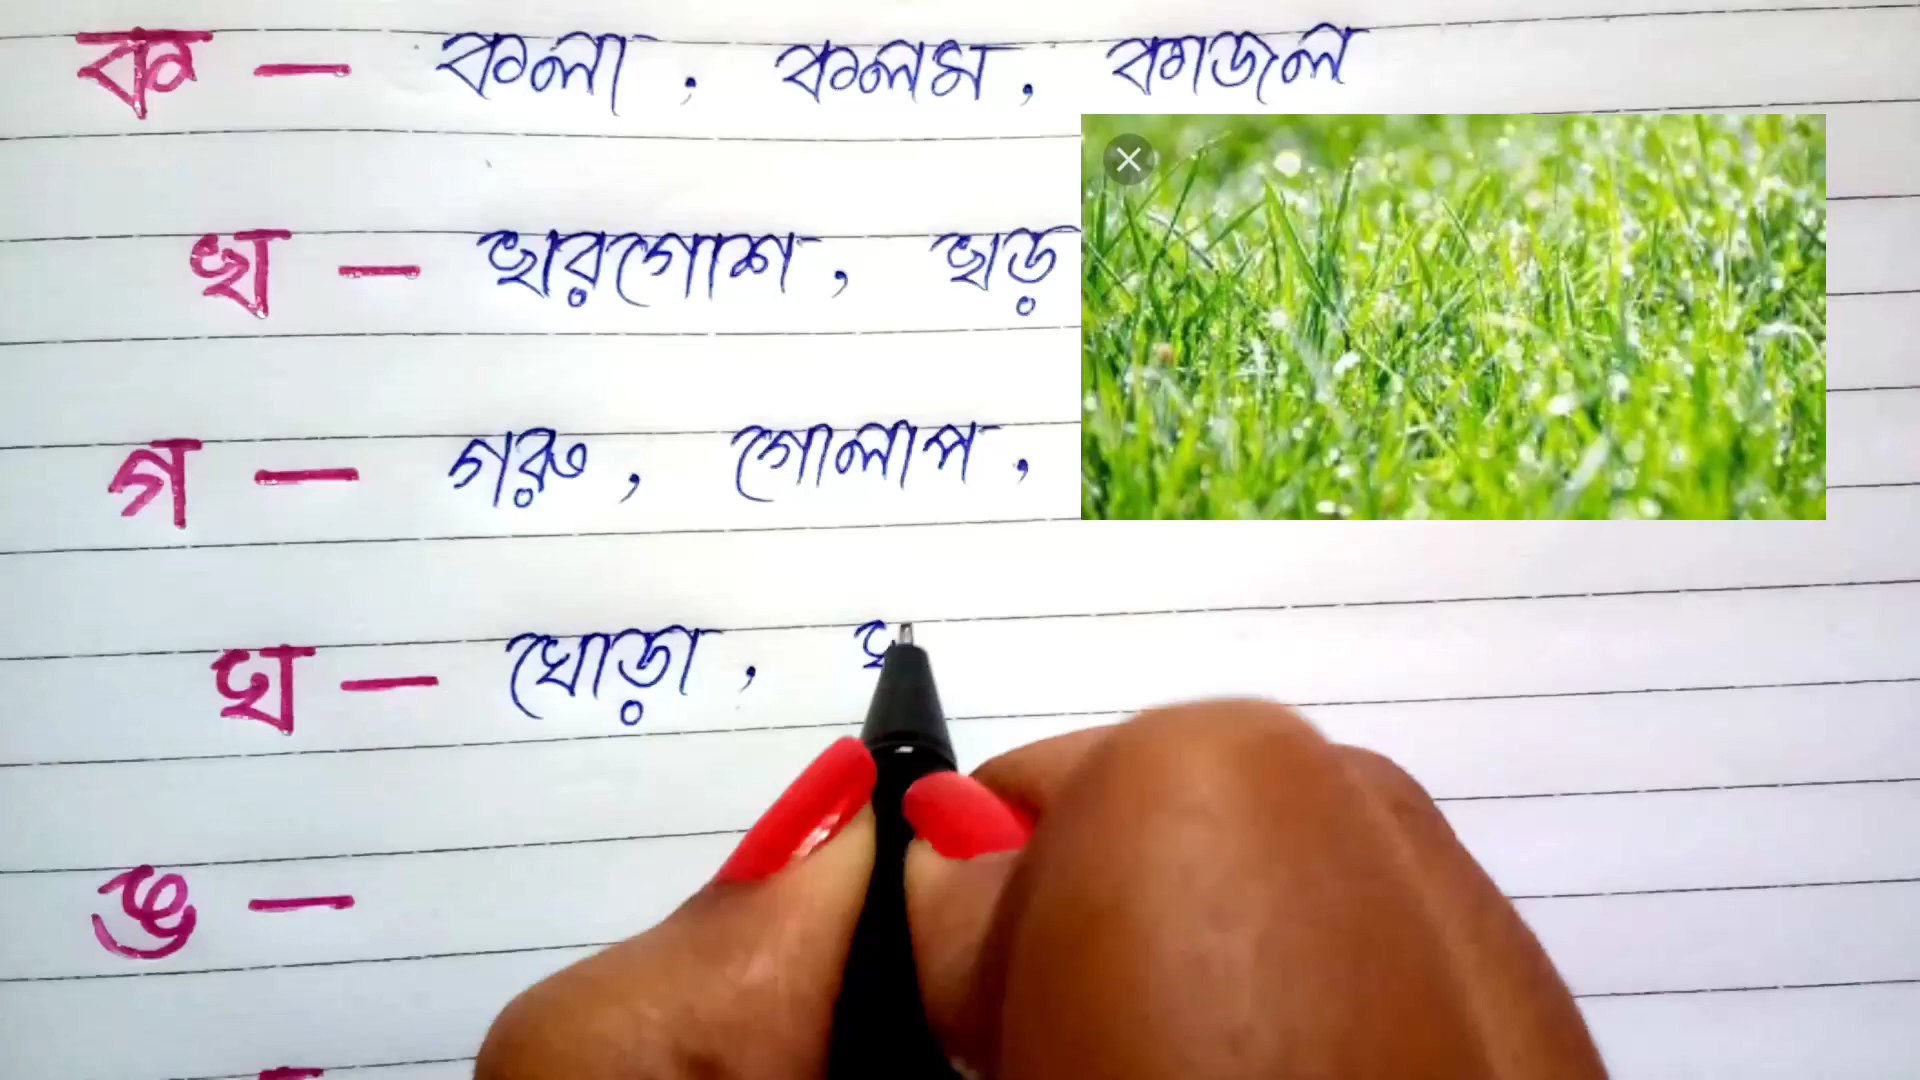 ক — কলা, কলম, কাজল
খ — খরগোশ, খড়
গ — গরু, গোলাপ,
ঘ — ঘোড়া, ঘ
ঙ —